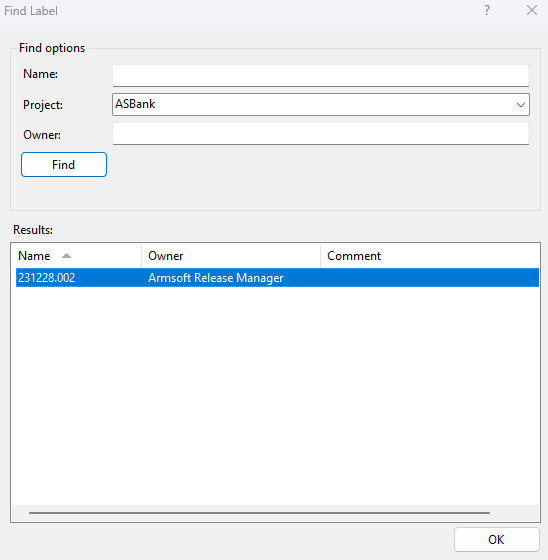 Find Label
?
Find options
Name:
Project: ASBank
Owner:
Find
Results:
Name Owner Comment
231228.002 Armsoft Release Manager
OK